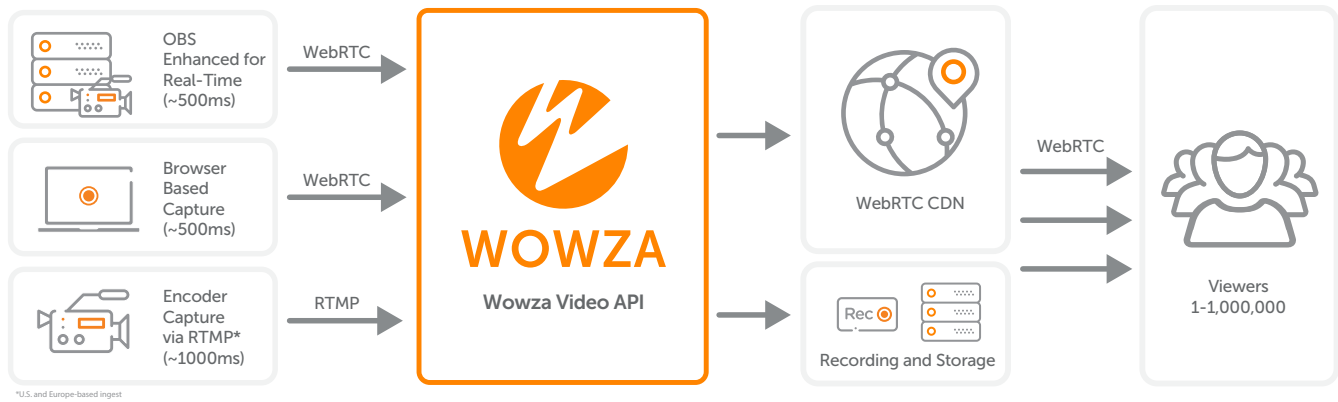 OBS
Enhanced for
Real-Time
(~500ms)
WebRTC
Browser
Based
Capture
(~500ms)
WebRTC
Encoder
Capture
via RTMP*
(~1000ms)
RTMP
*U.S. and Europe-based ingest
WOWZA
Wowza Video API
WebRTC CDN
Rec
Recording and Storage
WebRTC
Viewers
1-1,000,000